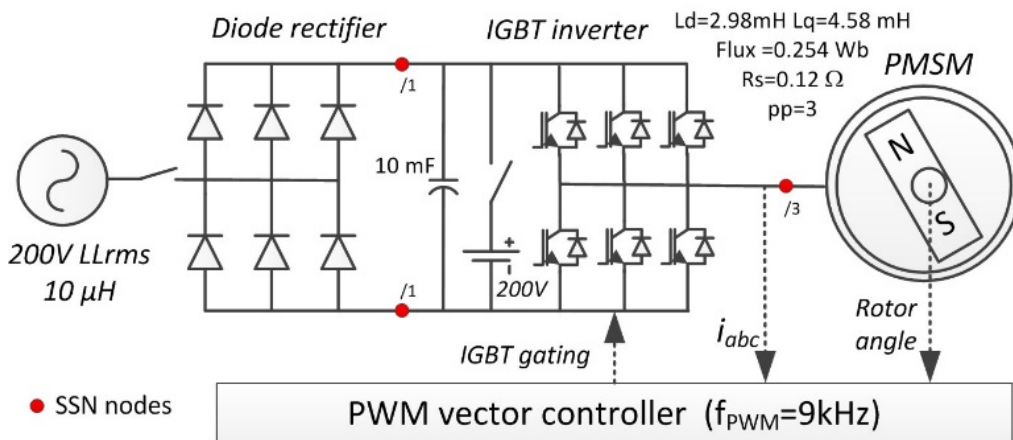 Diode rectifier
IGBT inverter
Ld=2.98mH Lq=4.58 mH
Flux =0.254 Wb
Rs=0.12 Ω
pp=3
PMSM
/1
10 mF
N
S
/3
200V LLrms
10 µH
+
-
200V
/1
IGBT gating
iabc
Rotor
angle
SSN nodes
PWM vector controller (fPWM=9kHz)